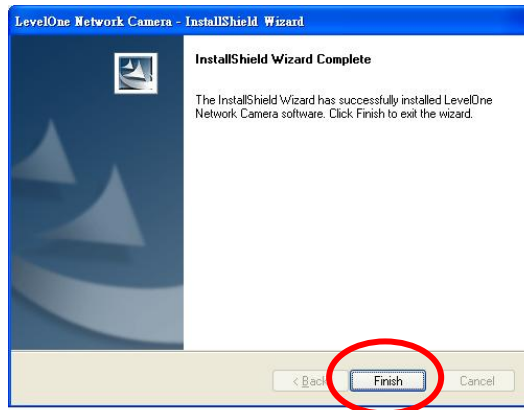 LevelOne Network Camera - InstallShield Wizard
InstallShield Wizard Complete
The InstallShield Wizard has successfully installed LevelOne
Network Camera software. Click Finish to exit the wizard.
< Back Finish Cancel